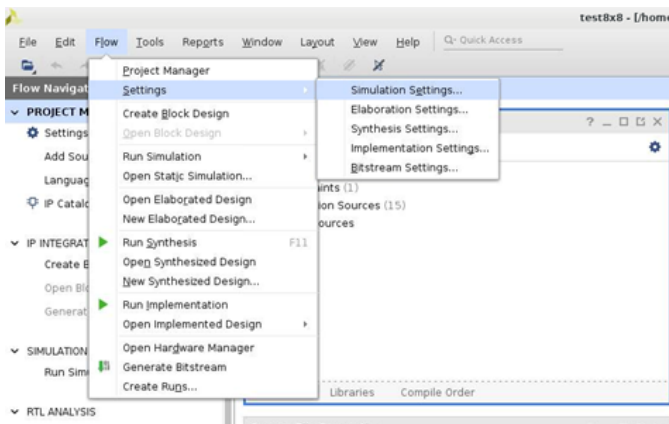 test8x8 - [/home
File Edit Flow Tools Reports Window Layout View Help Quick Access
Flow Navigat
PROJECT M
Settings
Add Sou
Languag
IP Catalo
IP INTEGRAT
Create B
Open Blo
Generat
SIMULATION
Run Simu
RTL ANALYSIS
Project Manager
Settings
Create Block Design
Open Block Design
Run Simulation
Open Static Simulation...
Open Elaborated Design
New Elaborated Design...
Run Synthesis F11
Open Synthesized Design
New Synthesized Design...
Run Implementation
Open Implemented Design
Open Hardware Manager
Generate Bitstream
Create Runs...
Simulation Settings...
Elaboration Settings...
Synthesis Settings...
Implementation Settings...
Bitstream Settings...
aints (1)
ion Sources (15)
ources
Libraries Compile Order